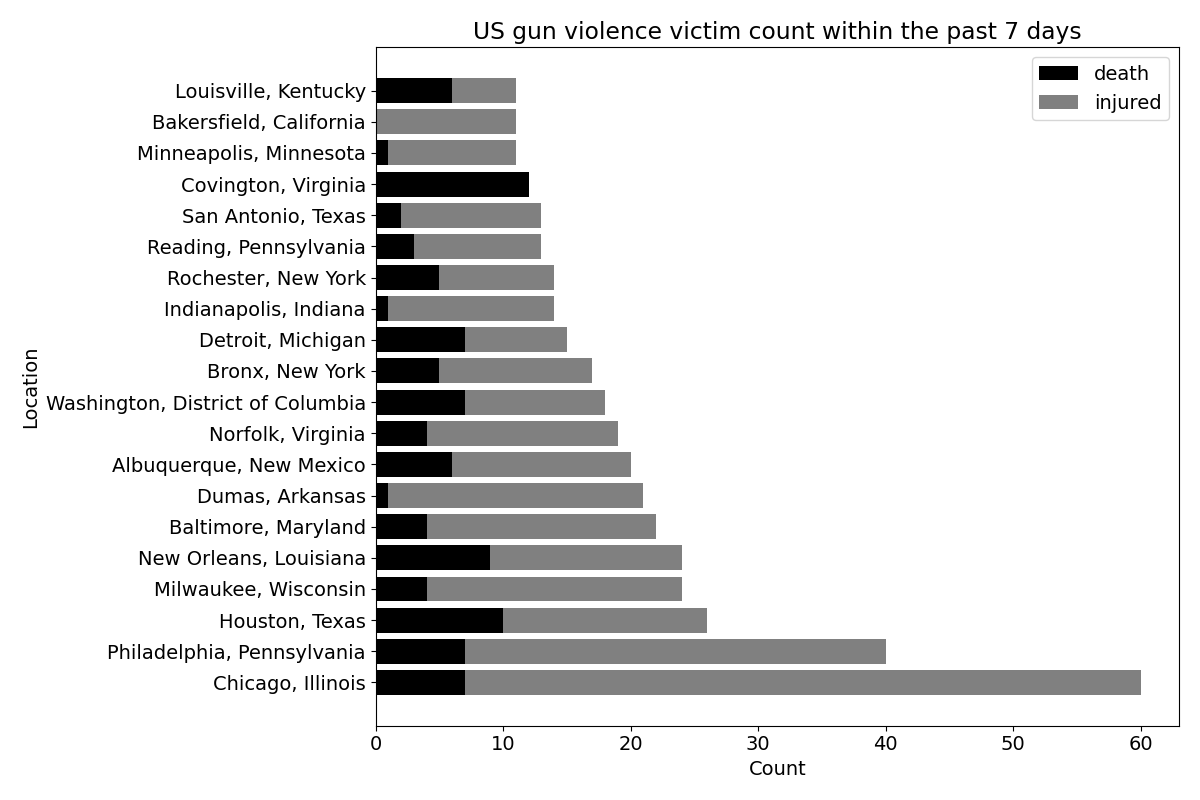 US gun violence victim count within the past 7 days
death
injured
Louisville, Kentucky
Bakersfield, California
Minneapolis, Minnesota
Covington, Virginia
San Antonio, Texas
Reading, Pennsylvania
Rochester, New York
Indianapolis, Indiana
Detroit, Michigan
Bronx, New York
Washington, District of Columbia
Norfolk, Virginia
Albuquerque, New Mexico
Dumas, Arkansas
Baltimore, Maryland
New Orleans, Louisiana
Milwaukee, Wisconsin
Houston, Texas
Philadelphia, Pennsylvania
Chicago, Illinois
Location
0 10 20 30 40 50 60
Count